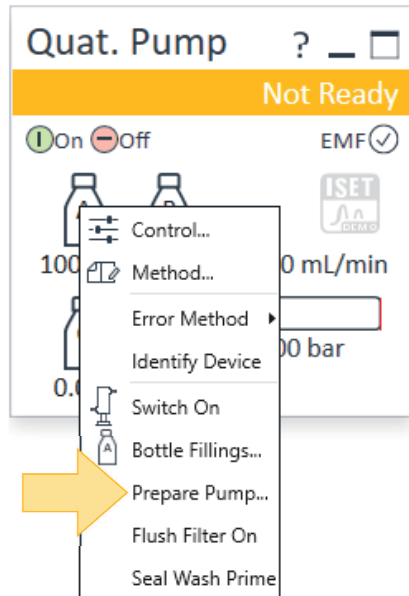 Quat. Pump ?
Not Ready
On Off EMF
A
ISET
DEMO
100 0 mL/min
00 bar
0.0
Control...
Method...
Error Method
Identify Device
Switch On
A Bottle Fillings...
Prepare Pump...
Flush Filter On
Seal Wash Prime